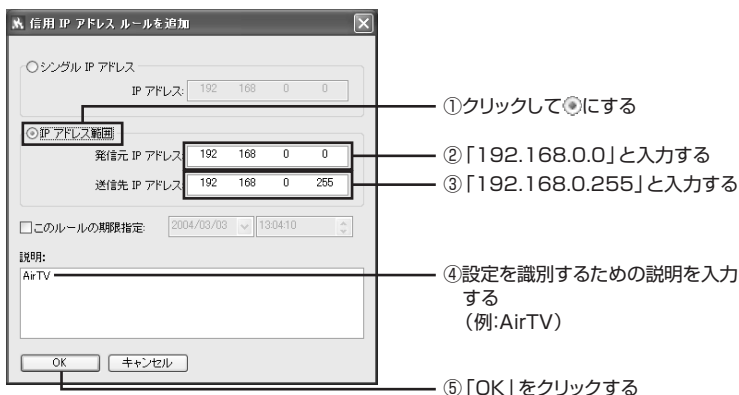 信用 IP アドレス ルールを追加
シングル IP アドレス
IP アドレス: 192 168 0 0
①クリックして◉にする
IP アドレス範囲
発信元 IP アドレス: 192 168 0 0
②「192.168.0.0」と入力する
送信先 IP アドレス: 192 168 0 255
③「192.168.0.255」と入力する
このルールの期限指定: 2004/03/03 13:04:10
説明:
AirTV
④設定を識別するための説明を入力
する
(例:AirTV)
OK キャンセル
⑤「OK」をクリックする